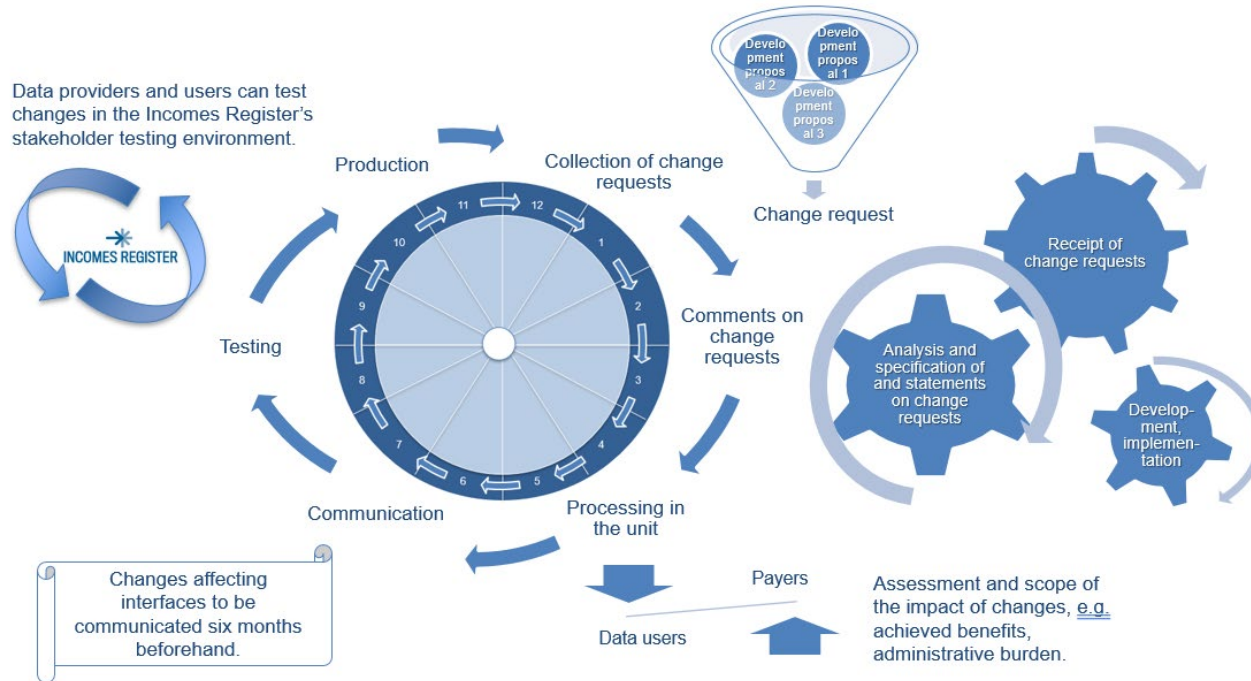 Data providers and users can test
changes in the Incomes Register's
stakeholder testing environment.
INCOMES REGISTER
Production
Collection of change
requests
Develo
pment
propos
al 2
Develo
pment
propos
al 1
Develo
pment
propos
al 3
Change request
Receipt of
change requests
Analysis and
specification of
and statements
on change
requests
Develop-
ment,
implemen-
tation
Comments on
change
requests
Testing
11
12
1
2
3
4
5
6
7
8
9
10
Communication
Processing in
the unit
Changes affecting
interfaces to be
communicated six months
beforehand.
Payers
Data users
Assessment and scope of
the impact of changes, e.g.
achieved benefits,
administrative burden.